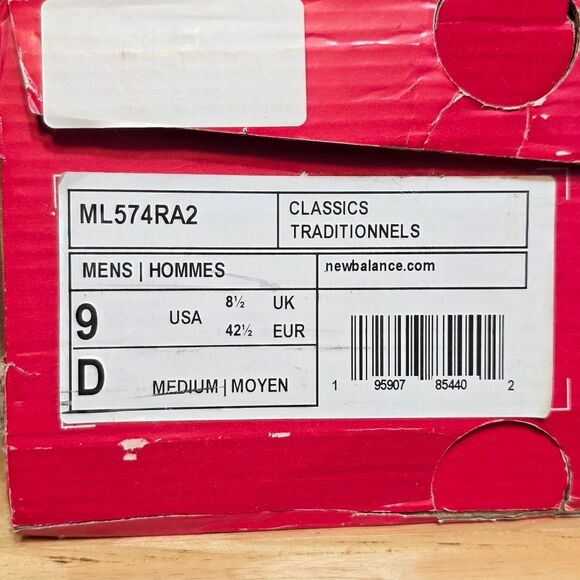 ML574RA2
CLASSICS
TRADITIONNELS
MENS | HOMMES
newbalance.com
9 USA 8½ UK
42½ EUR
D MEDIUM | MOYEN
1 95907 85440 2